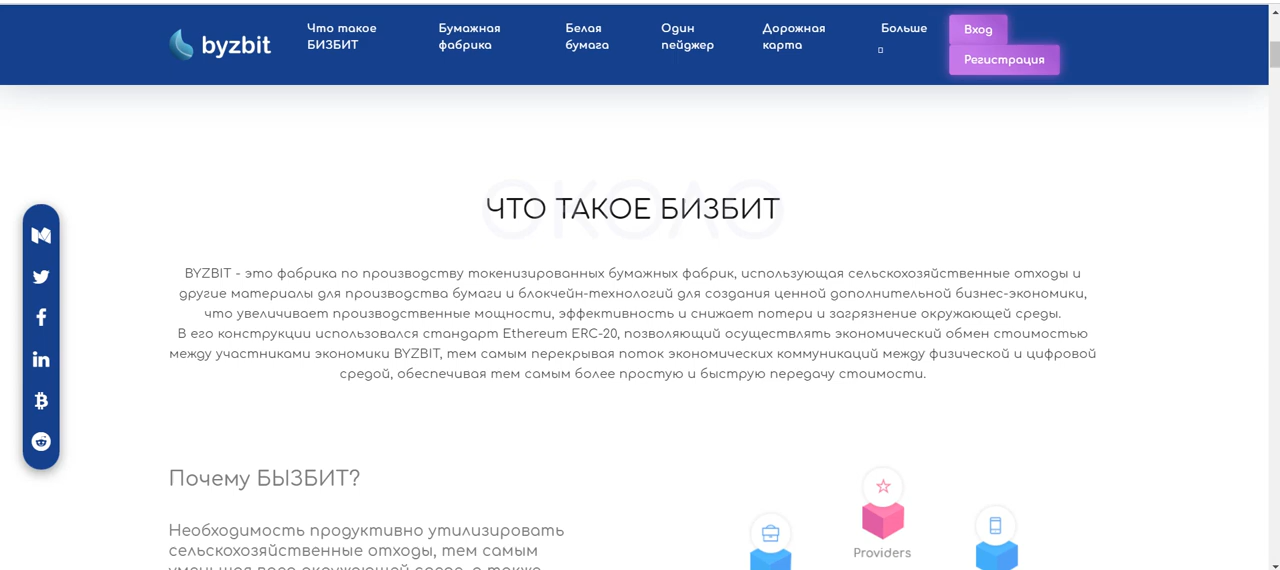 byzbit
Что такое
БИЗБИТ
Бумажная
фабрика
Белая
бумага
Один
пейджер
Дорожная
карта
Больше
Вход
Регистрация
ОКОЛО
ЧТО ТАКОЕ БИЗБИТ
BYZBIT - это фабрика по производству токенизированных бумажных фабрик, использующая сельскохозяйственные отходы и
другие материалы для производства бумаги и блокчейн-технологий для создания ценной дополнительной бизнес-экономики,
что увеличивает производственные мощности, эффективность и снижает потери и загрязнение окружающей среды.
В его конструкции использовался стандарт Ethereum ERC-20, позволяющий осуществлять экономический обмен стоимостью
между участниками экономики BYZBIT, тем самым перекрывая поток экономических коммуникаций между физической и цифровой
средой, обеспечивая тем самым более простую и быструю передачу стоимости.
Почему БЫЗБИТ?
Необходимость продуктивно утилизировать
сельскохозяйственные отходы, тем самым
Providers